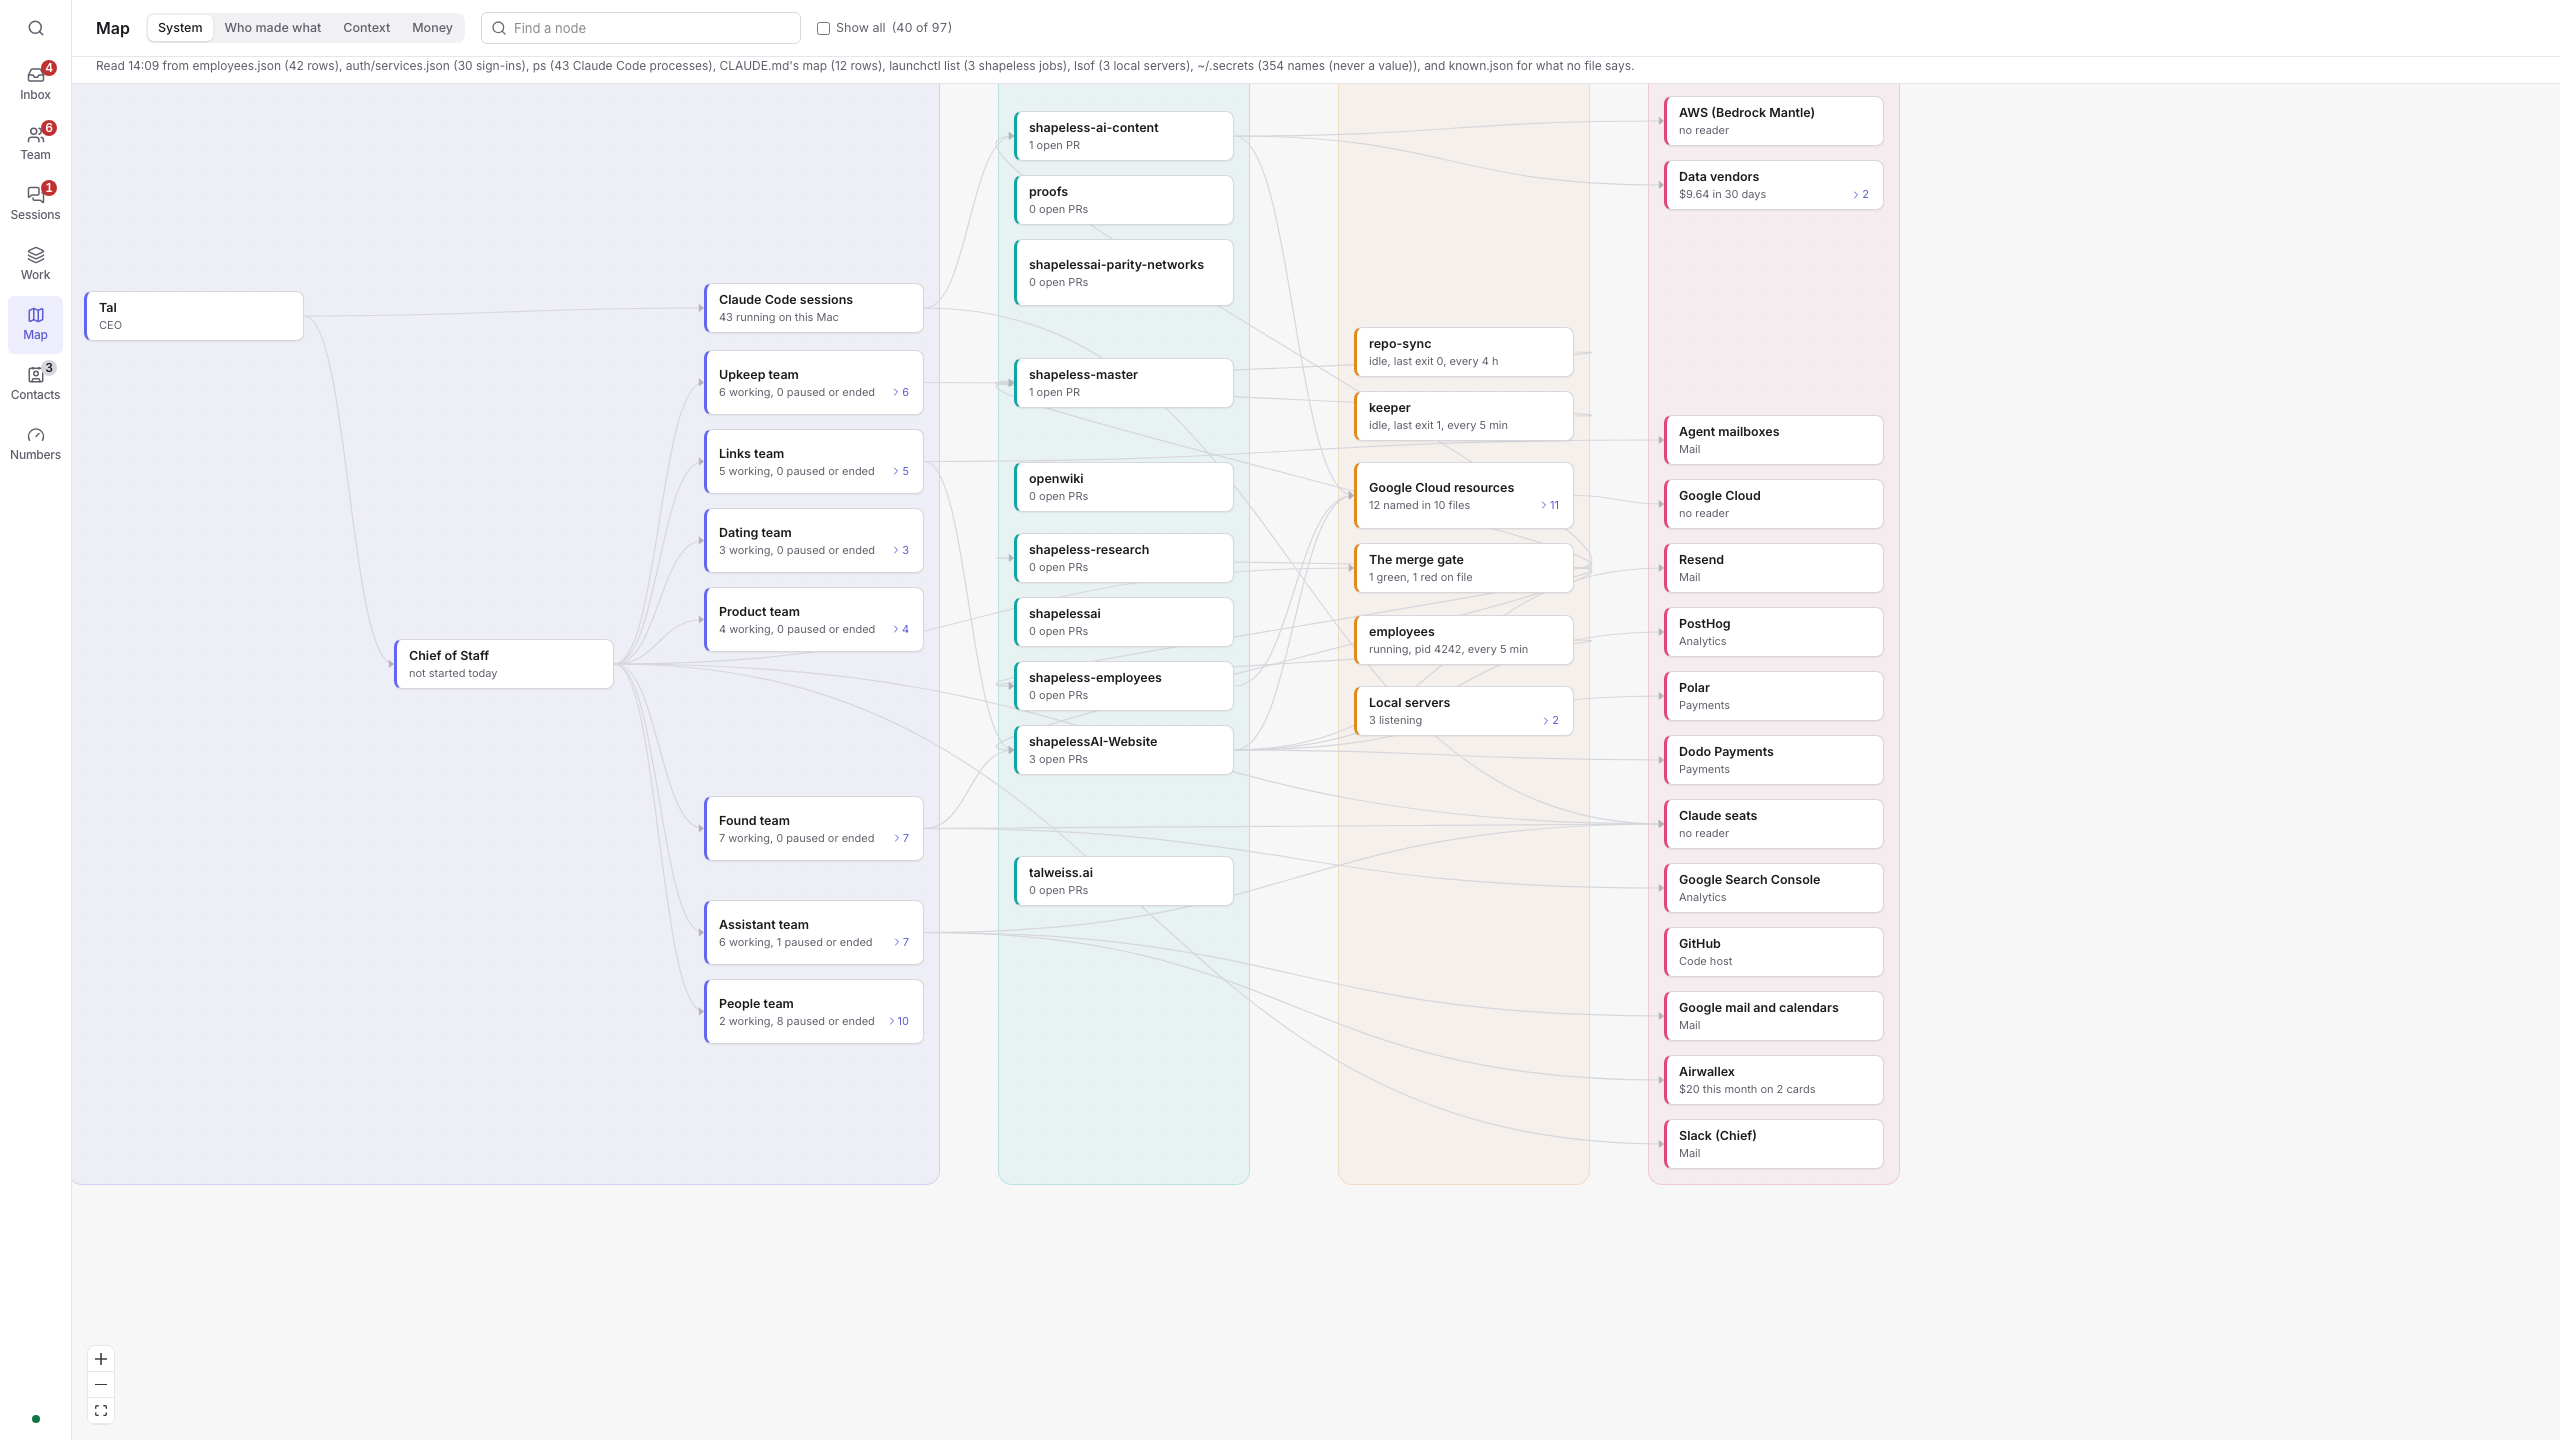 Map
System
Who made what
Context
Money
Find a node
Show all (40 of 97)
Read 14:09 from employees.json (42 rows), auth/services.json (30 sign-ins), ps (43 Claude Code processes), CLAUDE.md's map (12 rows), launchctl list (3 shapeless jobs), lsof (3 local servers), ~/.secrets (354 names (never a value)), and known.json for what no file says.
4
Inbox
6
Team
1
Sessions
Work
Map
3
Contacts
Numbers
Tal
CEO
Chief of Staff
not started today
Claude Code sessions
43 running on this Mac
Upkeep team
6 working, 0 paused or ended
6
Links team
5 working, 0 paused or ended
5
Dating team
3 working, 0 paused or ended
3
Product team
4 working, 0 paused or ended
4
Found team
7 working, 0 paused or ended
7
Assistant team
6 working, 1 paused or ended
7
People team
2 working, 8 paused or ended
10
shapeless-ai-content
1 open PR
proofs
0 open PRs
shapelessai-parity-networks
0 open PRs
shapeless-master
1 open PR
openwiki
0 open PRs
shapeless-research
0 open PRs
shapelessai
0 open PRs
shapeless-employees
0 open PRs
shapelessAI-Website
3 open PRs
talweiss.ai
0 open PRs
repo-sync
idle, last exit 0, every 4 h
keeper
idle, last exit 1, every 5 min
Google Cloud resources
12 named in 10 files
11
The merge gate
1 green, 1 red on file
employees
running, pid 4242, every 5 min
Local servers
3 listening
2
AWS (Bedrock Mantle)
no reader
Data vendors
$9.64 in 30 days
2
Agent mailboxes
Mail
Google Cloud
no reader
Resend
Mail
PostHog
Analytics
Polar
Payments
Dodo Payments
Payments
Claude seats
no reader
Google Search Console
Analytics
GitHub
Code host
Google mail and calendars
Mail
Airwallex
$20 this month on 2 cards
Slack (Chief)
Mail